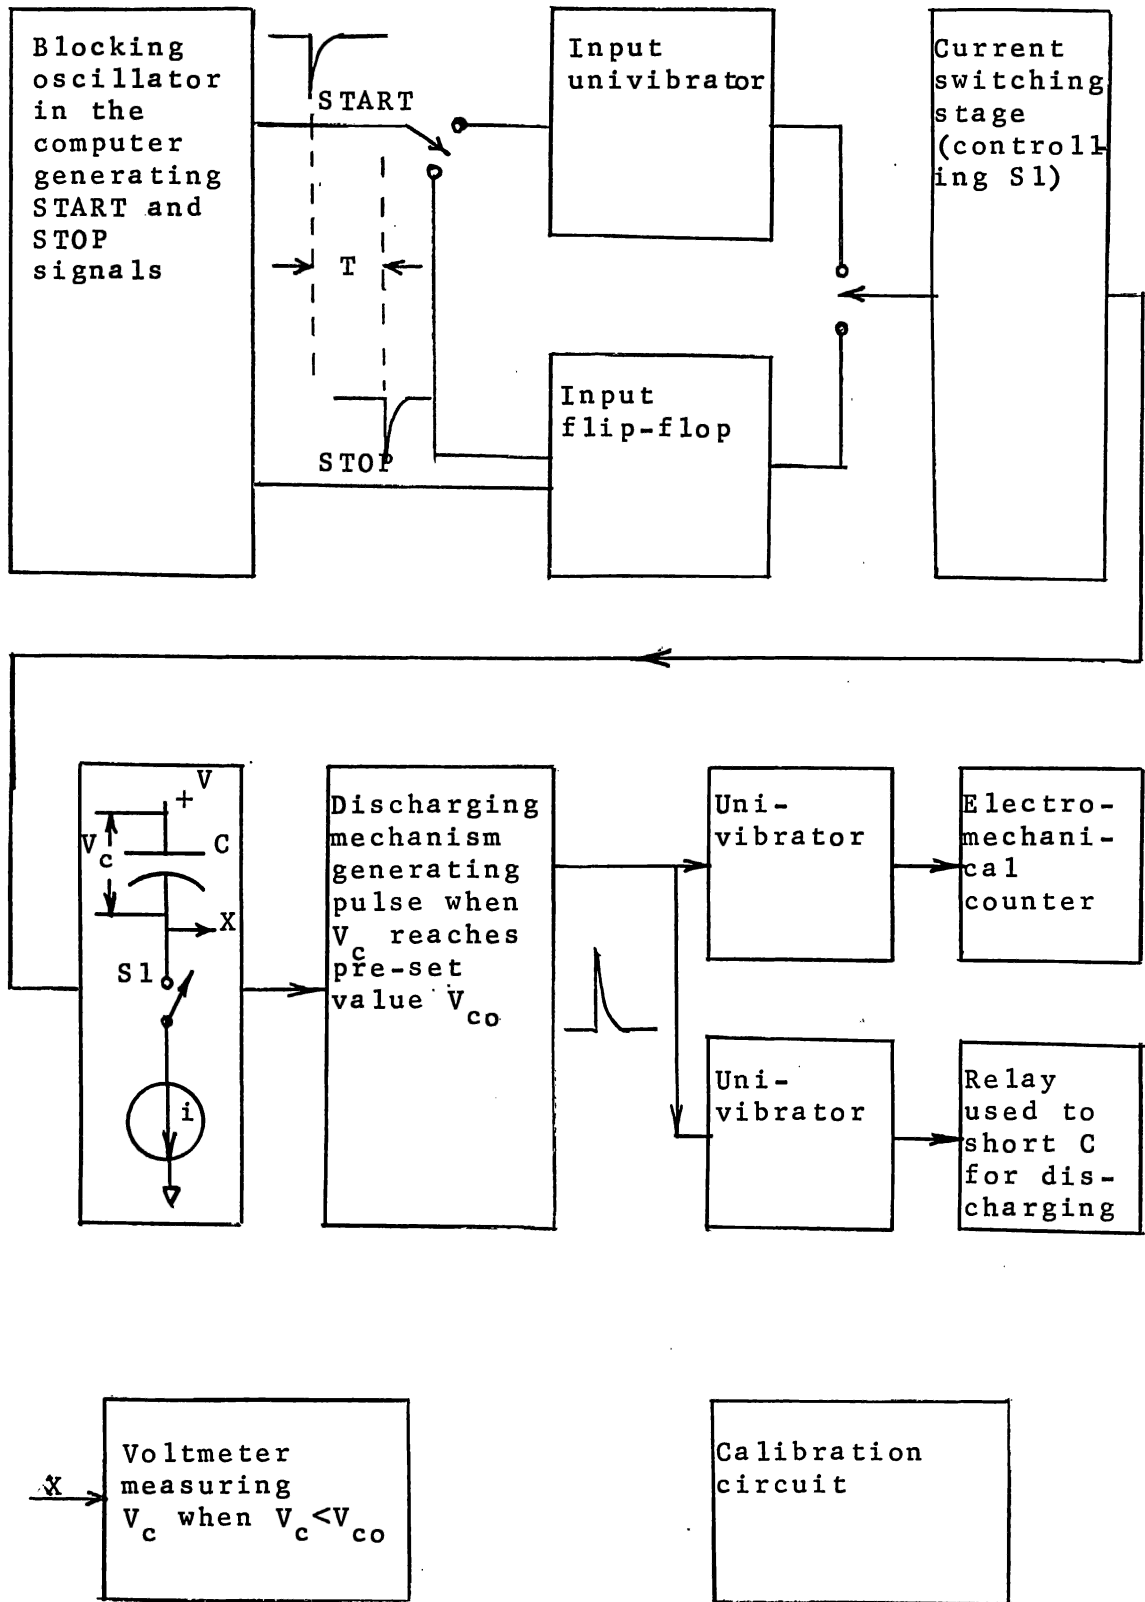 Blocking
oscillator
in the
computer
generating
START and
STOP
signals
START
T
STOP
Input
univibrator
Input
flip-flop
Current
switching
stage
(controll-
ing S1)
+ V
Vc
C
X
S1
i
Discharging
mechanism
generating
pulse when
Vc reaches
pre-set
value Vco
Uni-
vibrator
Electro-
mechani-
cal
counter
Uni-
vibrator
Relay
used to
short C
for dis-
charging
X
Voltmeter
measuring
Vc when Vc<Vco
Calibration
circuit